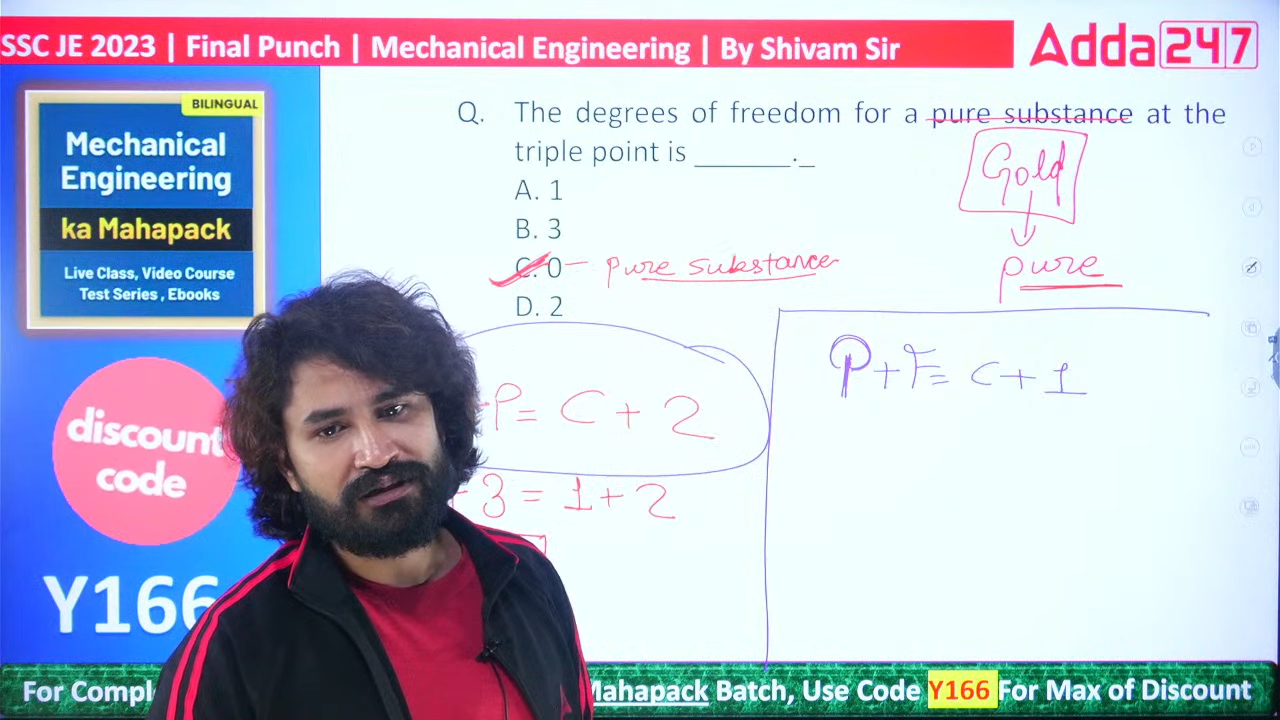 SSC JE 2023 | Final Punch | Mechanical Engineering | By Shivam Sir
Adda247
BILINGUAL
Mechanical
Engineering
ka Mahapack
Live Class, Video Course
Test Series , Ebooks
discount
code
Y166
Q. The degrees of freedom for a pure substance at the
triple point is ______._
A. 1
B. 3
C. 0 – pure substance
D. 2
Gold
pure
P = C + 2
3 = 1 + 2
P + F = C + 1
For Compl
Mahapack Batch, Use Code Y166 For Max of Discount